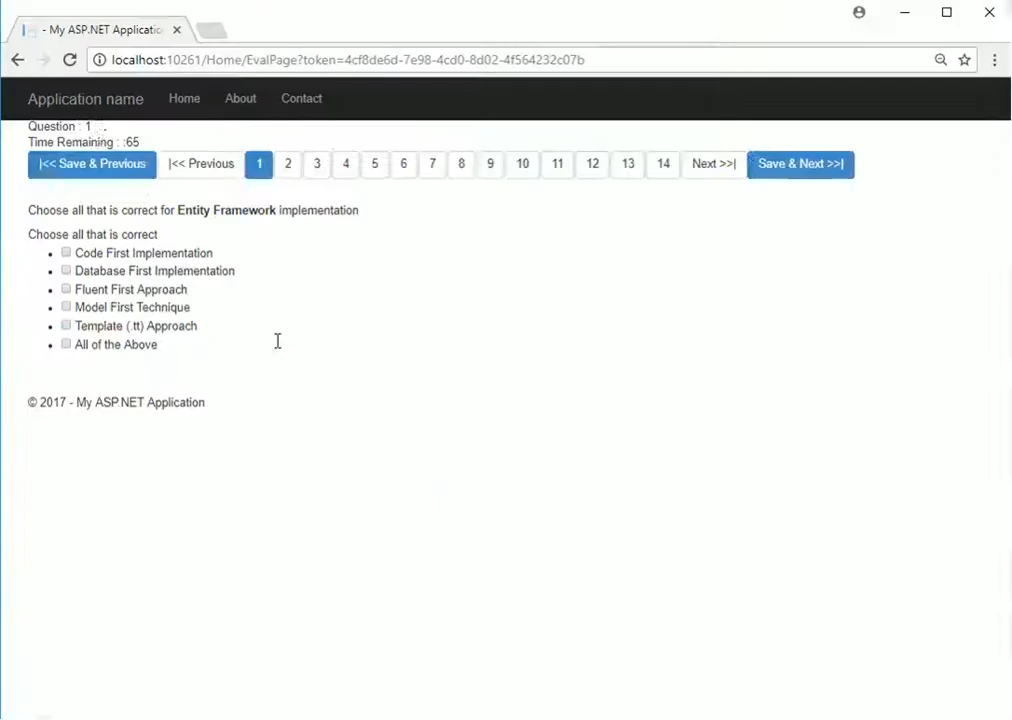 - My ASP.NET Applicatio
localhost:10261/Home/EvalPage?token=4cf8de6d-7e98-4cd0-8d02-4f564232c07b
Application name Home About Contact
Question : 1
Time Remaining : :65
|<< Save & Previous |<< Previous 1 2 3 4 5 6 7 8 9 10 11 12 13 14 Next >>| Save & Next >>|
Choose all that is correct for Entity Framework implementation
Choose all that is correct
Code First Implementation
Database First Implementation
Fluent First Approach
Model First Technique
Template (.tt) Approach
All of the Above
© 2017 - My ASP.NET Application